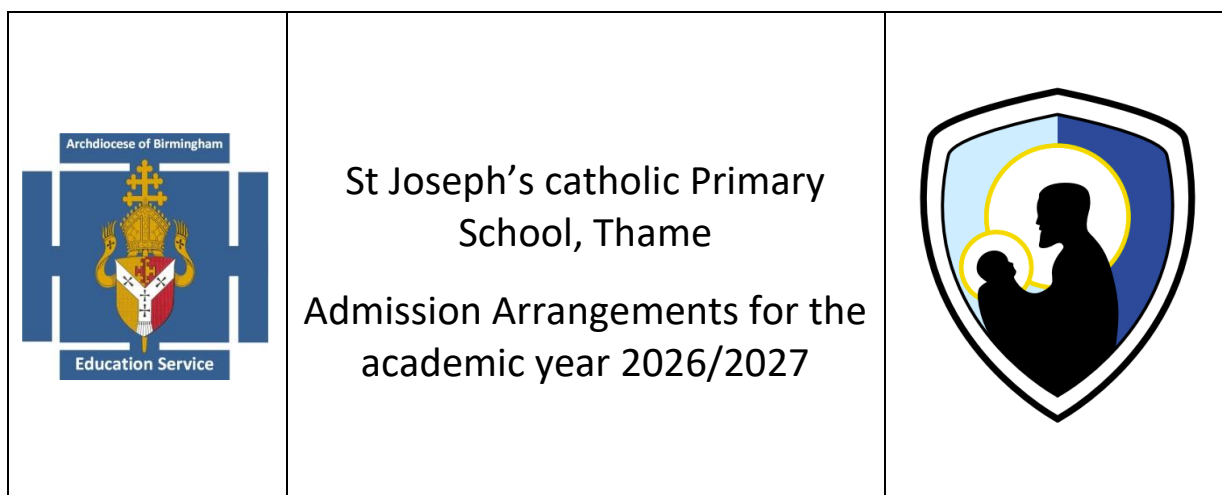 Archdiocese of Birmingham
Education Service
St Joseph’s catholic Primary
School, Thame
Admission Arrangements for the
academic year 2026/2027